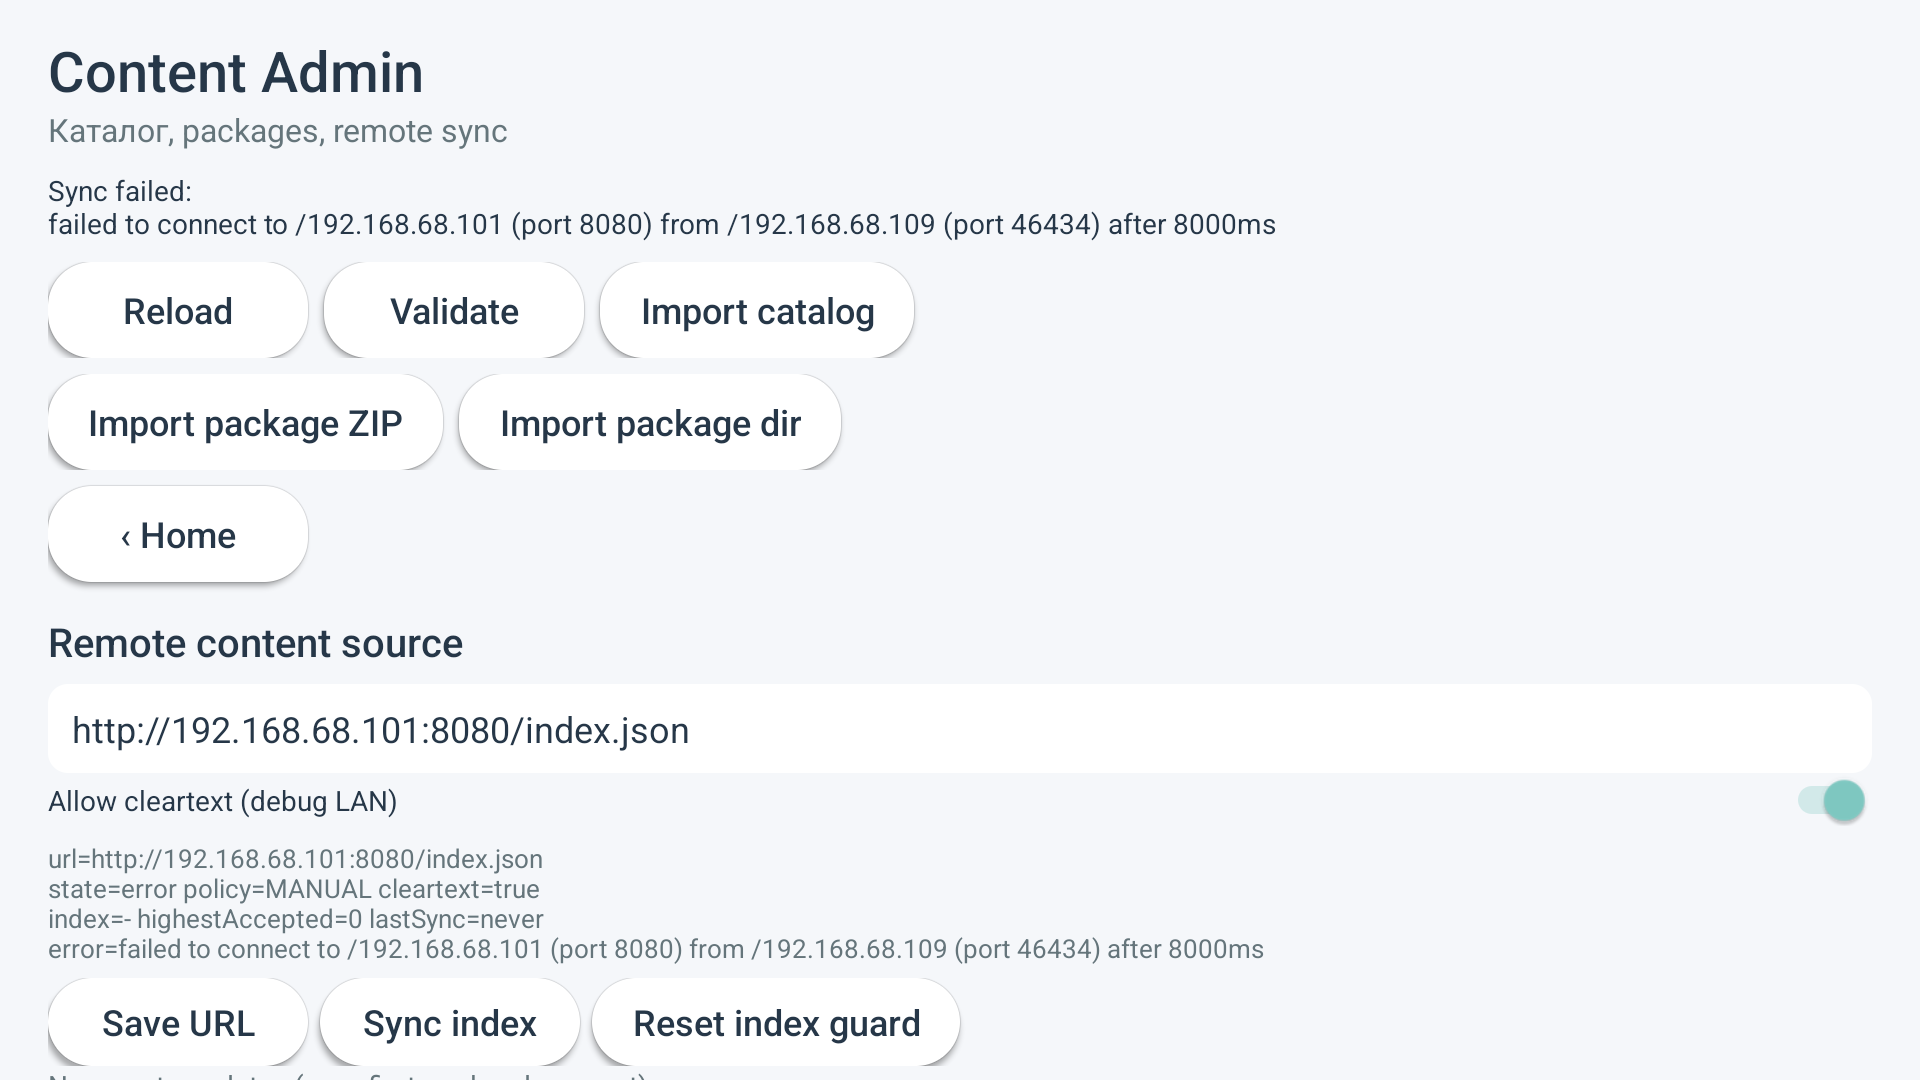 Content Admin
Каталог, packages, remote sync
Sync failed:
failed to connect to /192.168.68.101 (port 8080) from /192.168.68.109 (port 46434) after 8000ms
Reload
Validate
Import catalog
Import package ZIP
Import package dir
‹ Home
Remote content source
http://192.168.68.101:8080/index.json
Allow cleartext (debug LAN)
url=http://192.168.68.101:8080/index.json
state=error policy=MANUAL cleartext=true
index=- highestAccepted=0 lastSync=never
error=failed to connect to /192.168.68.101 (port 8080) from /192.168.68.109 (port 46434) after 8000ms
Save URL
Sync index
Reset index guard